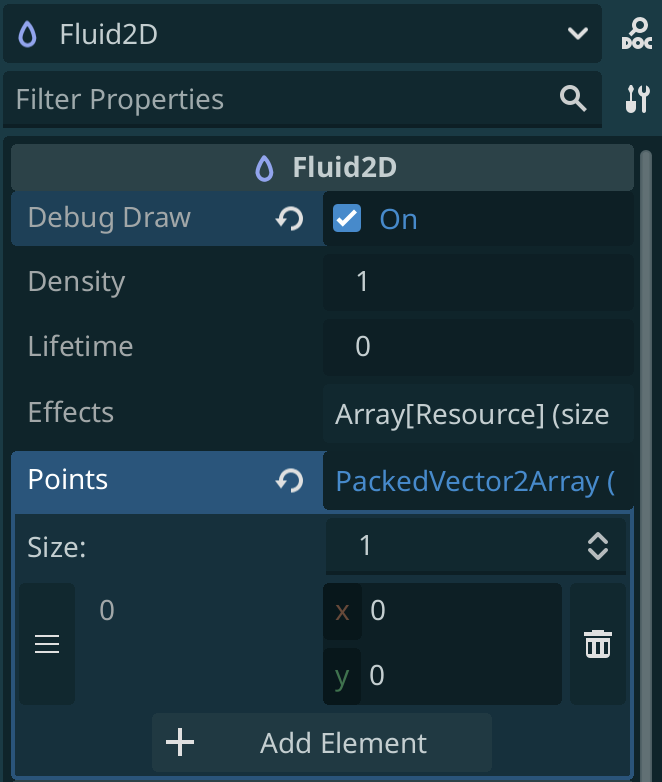 Fluid2D
DOC
Filter Properties
Fluid2D
Debug Draw On
Density 1
Lifetime 0
Effects Array[Resource] (size
Points PackedVector2Array (
Size: 1
0 x 0
y 0
Add Element